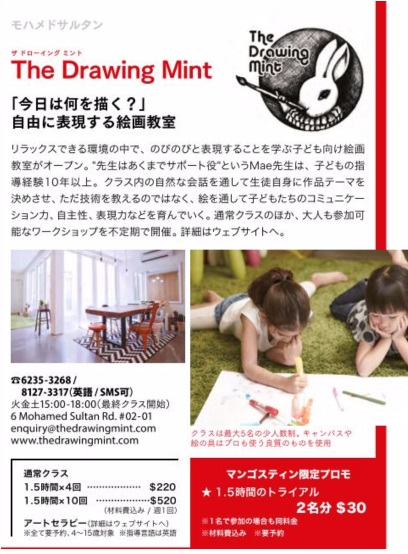 モハメドサルタン
ザ ドローイング ミント
The Drawing Mint
The
Drawing
Mint
「今日は何を描く？」
自由に表現する絵画教室
リラックスできる環境の中で、のびのびと表現することを学ぶ子ども向け絵画
教室がオープン。“先生はあくまでサポート役”というMae先生は、子どもの指
導経験10年以上。クラス内の自然な会話を通して生徒自身に作品テーマを
決めさせ、ただ技術を教えるのではなく、絵を通して子どもたちのコミュニケー
ション力、自主性、表現力などを育んでいく。通常クラスのほか、大人も参加可
能なワークショップを不定期で開催。詳細はウェブサイトへ。
☎6235-3268 /
8127-3317（英語 / SMS可）
火金土15:00-18:00（最終クラス開始）
6 Mohamed Sultan Rd. #02-01
enquiry@thedrawingmint.com
www.thedrawingmint.com
クラスは最大5名の少人数制。キャンバスや
絵の具はプロも使う良質のものを使用
通常クラス
1.5時間×4回 ………………… $220
1.5時間×10回 ………………$520
（材料費込み / 週1回）
アートセラピー（詳細はウェブサイトへ）
※全て要予約、4〜15歳対象 ※指導言語は英語
マンゴスティン限定プロモ
★ 1.5時間のトライアル
2名分 $30
※1名で参加の場合も同料金
※材料費込み ※要予約